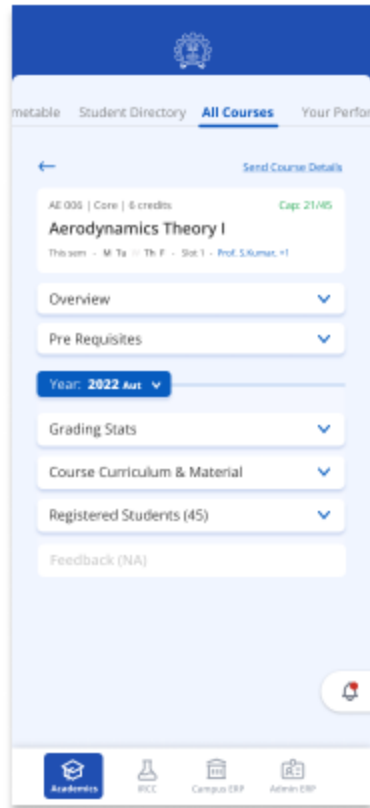 metable Student Directory All Courses Your Perfor
Send Course Details
AE 006 | Core | 6 credits Cap: 21/45
Aerodynamics Theory I
This sem - M Tu W Th F - Slot 1 - Prof. S.Kumar, +1
Overview
Pre Requisites
Year: 2022 Aut
Grading Stats
Course Curriculum & Material
Registered Students (45)
Feedback (NA)
Academics IRCC Campus ERP Admin ERP